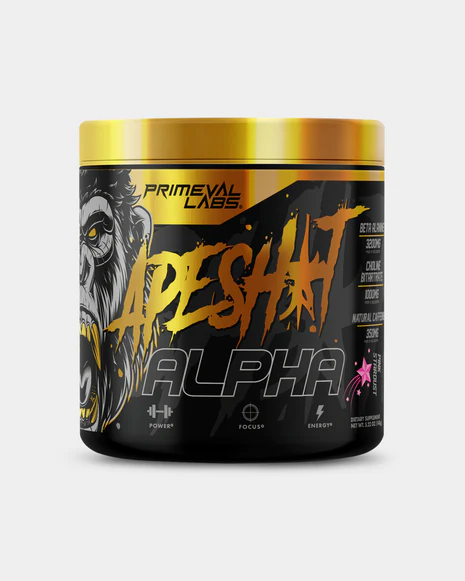 PRIMEVAL
LABS®
APESH*T
ALPHA
POWER
FOCUS
ENERGY
BETA ALANINE
3200MG
CHOLINE
BITARTRATE
1000MG
NATURAL CAFFEINE
350MG
PINK
STARDUST
DIETARY SUPPLEMENT